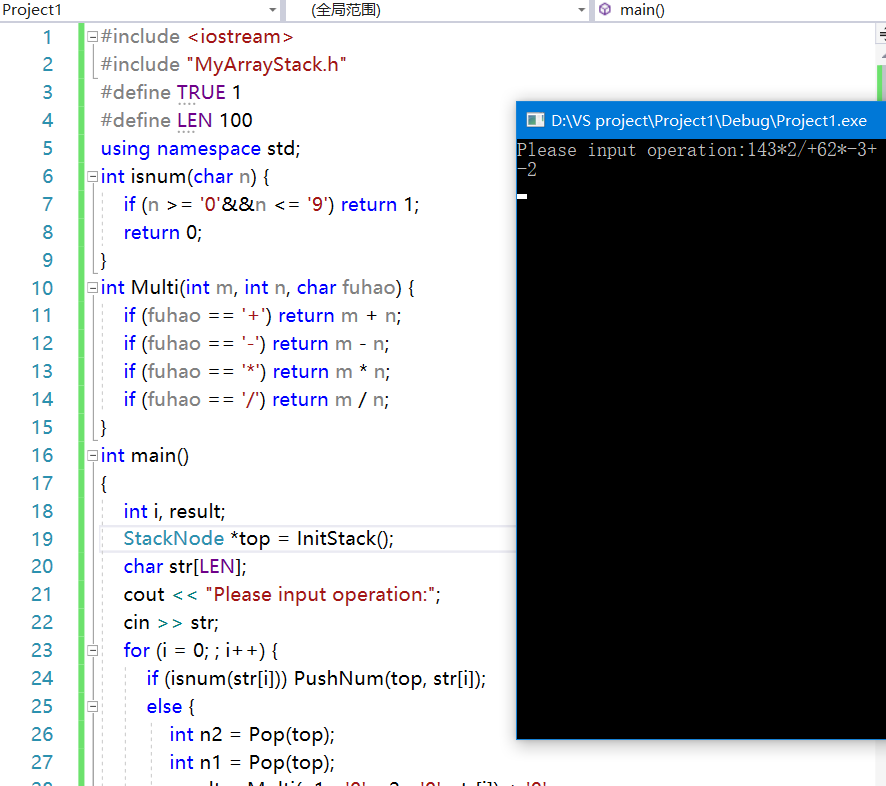 Project1 (全局范围) main()
1 #include <iostream>
2 #include "MyArrayStack.h"
3 #define TRUE 1
4 #define LEN 100
5 using namespace std;
6 int isnum(char n) {
7 if (n >= '0'&&n <= '9') return 1;
8 return 0;
9 }
10 int Multi(int m, int n, char fuhao) {
11 if (fuhao == '+') return m + n;
12 if (fuhao == '-') return m - n;
13 if (fuhao == '*') return m * n;
14 if (fuhao == '/') return m / n;
15 }
16 int main()
17 {
18 int i, result;
19 StackNode *top = InitStack();
20 char str[LEN];
21 cout << "Please input operation:";
22 cin >> str;
23 for (i = 0; ; i++) {
24 if (isnum(str[i])) PushNum(top, str[i]);
25 else {
26 int n2 = Pop(top);
27 int n1 = Pop(top);
D:\VS project\Project1\Debug\Project1.exe
Please input operation:143*2/+62*-3+
-2